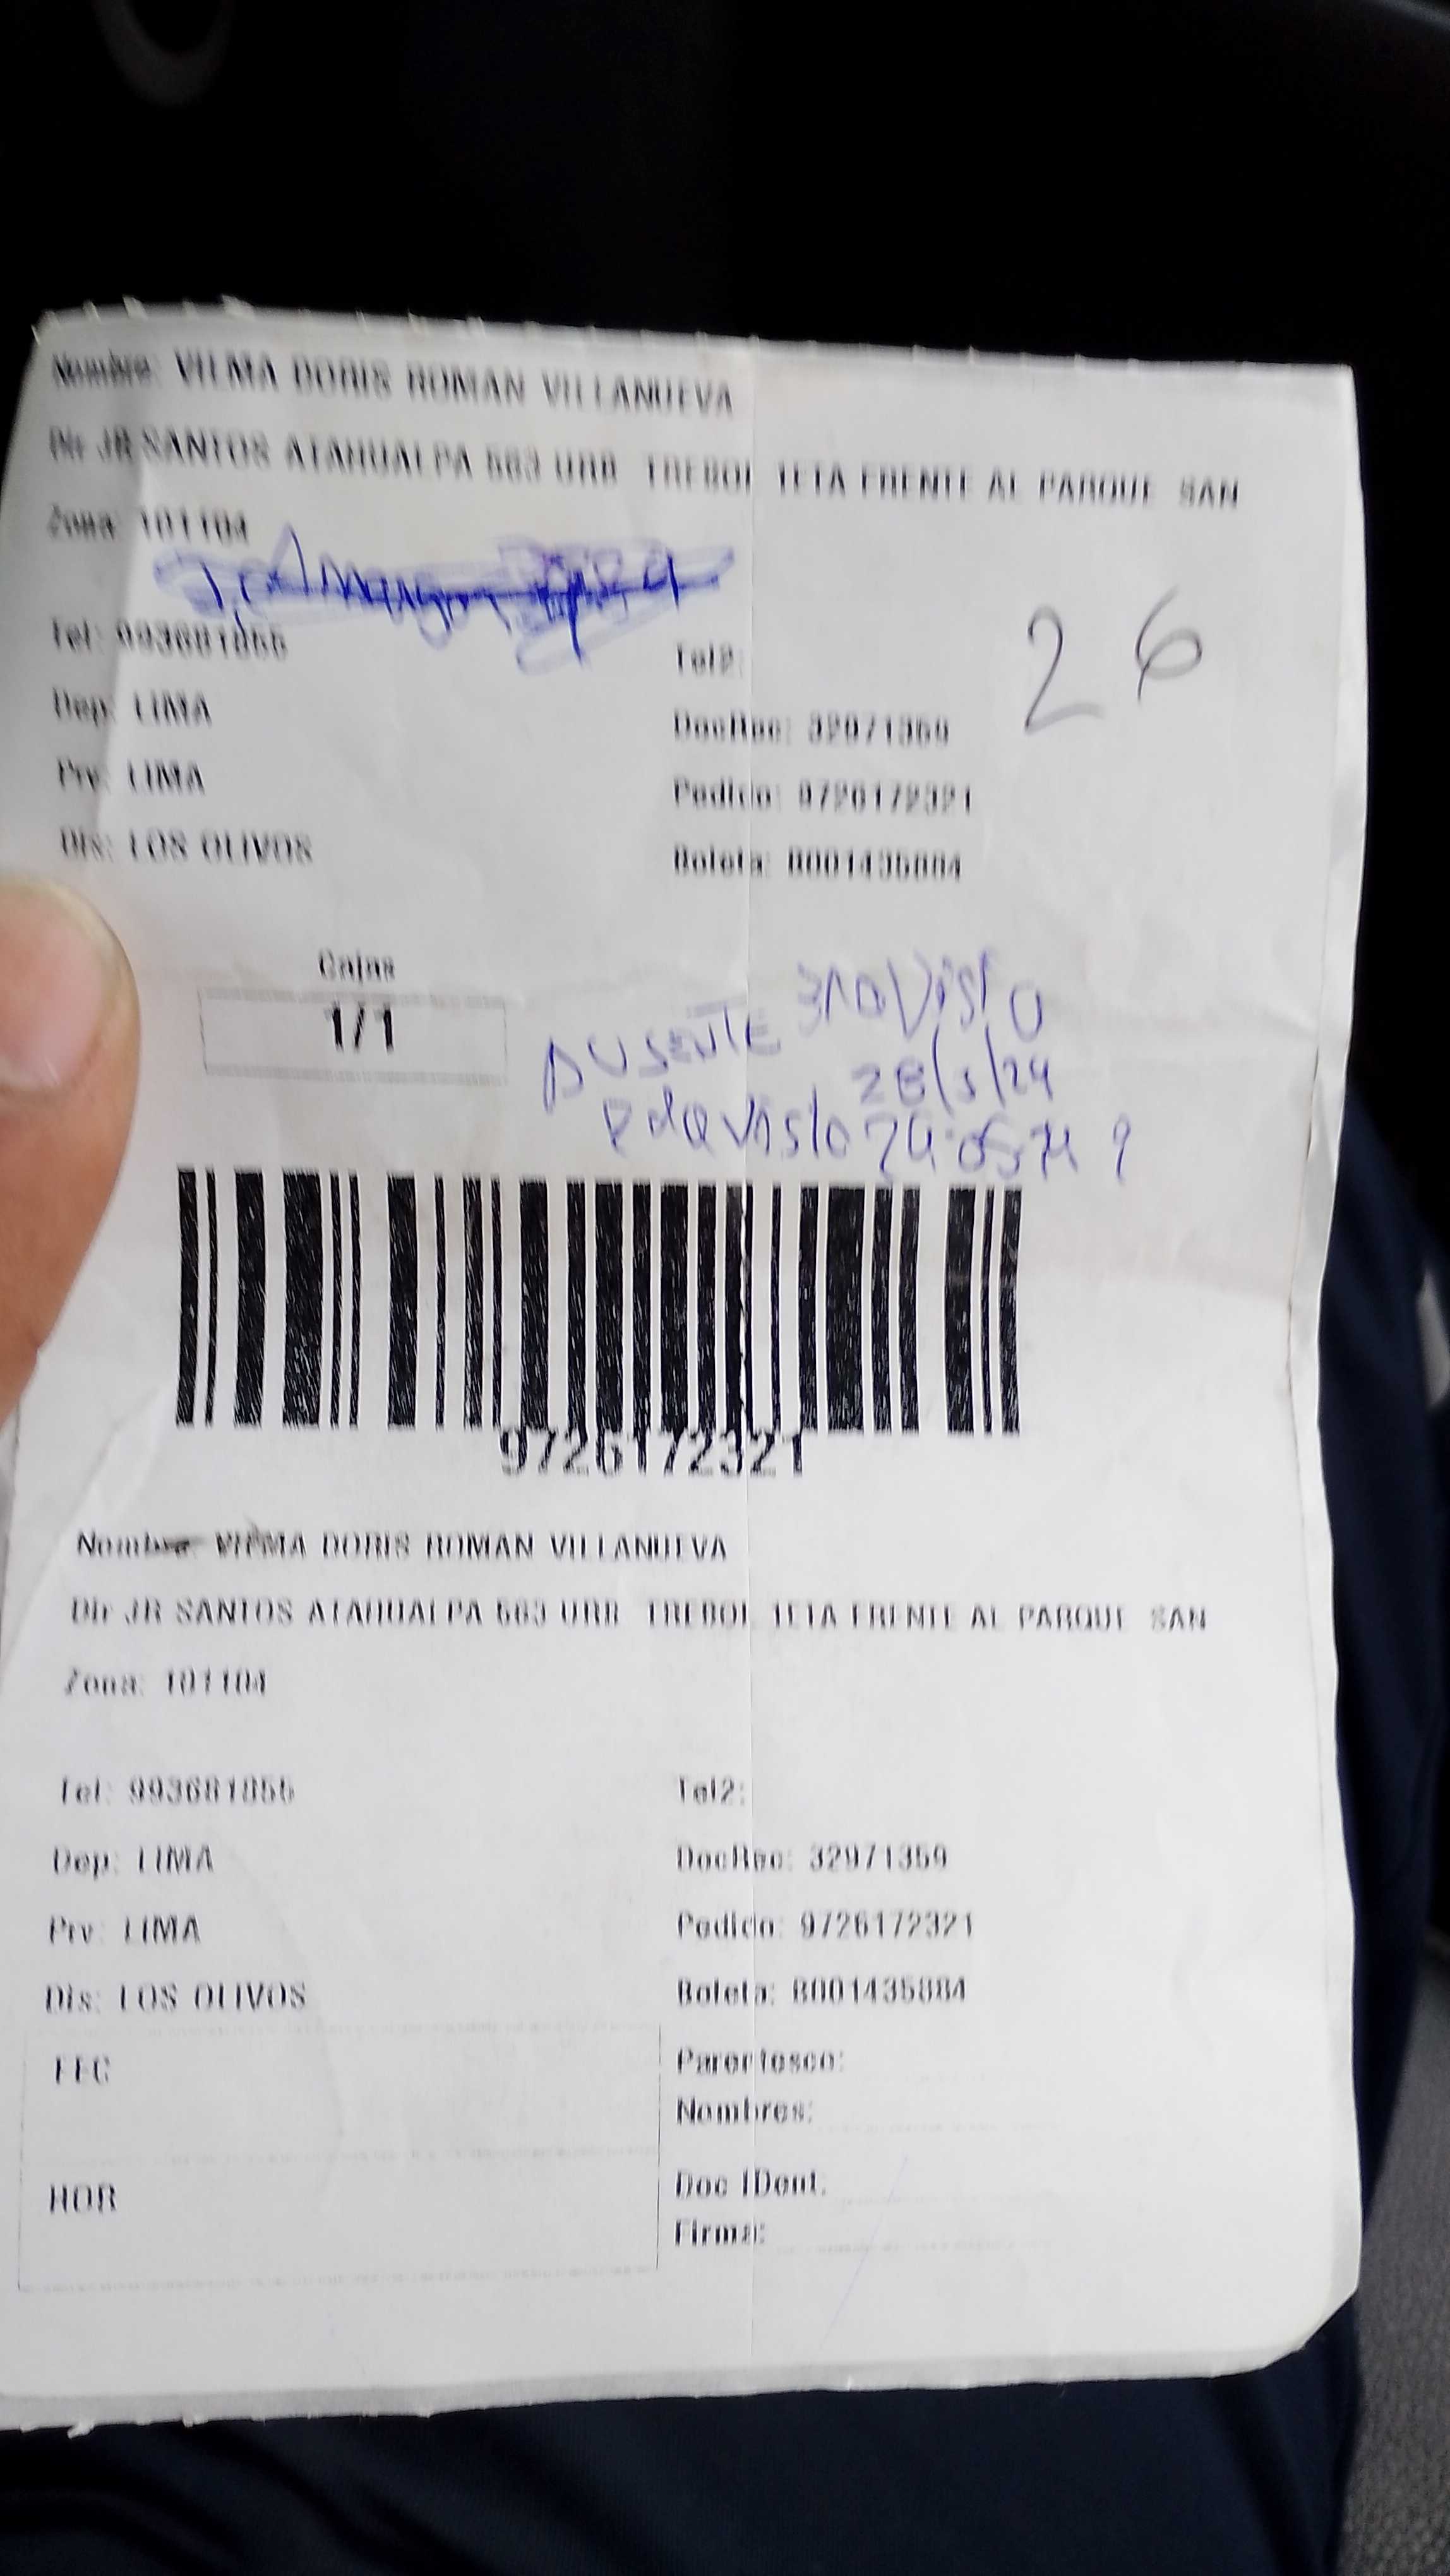 Nombre: VILMA DORIS ROMAN VILLANUEVA
Dir JR SANTOS ATAHUALPA 563 URB TREBOL 1ETA FRENTE AL PARQUE SAN
Zona: 101104
Tel: 993681855
Tel2:
26
Dep: LIMA
DocRec: 32971359
Prv: LIMA
Pedido: 9726172321
Dis: LOS OLIVOS
Boleta: B001435884
Cajas
1/1
AUSENTE 3RA Visto
28/5/24
9726172321
Nombre: VILMA DORIS ROMAN VILLANUEVA
Dir JR SANTOS ATAHUALPA 563 URB TREBOL 1ETA FRENTE AL PARQUE SAN
Zona: 101104
Tel: 993681855
Tel2:
Dep: LIMA
DocRec: 32971359
Prv: LIMA
Pedido: 9726172321
Dis: LOS OLIVOS
Boleta: B001435884
FEC
Parentesco:
Nombres:
HOR
Doc IDent.
Firma: